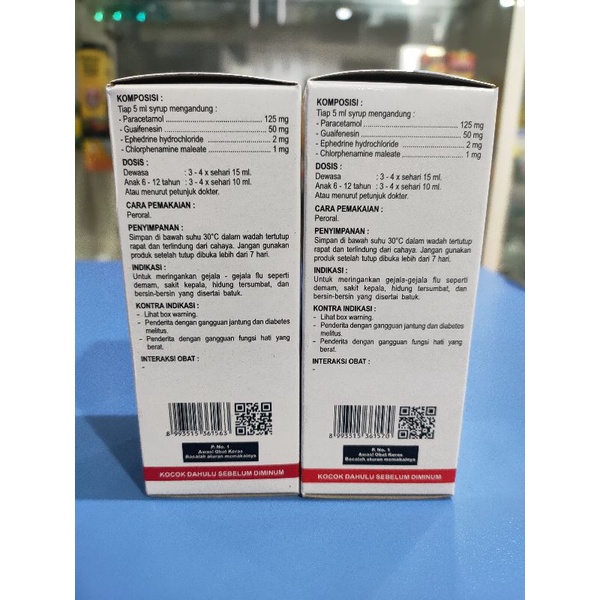 KOMPOSISI :
Tiap 5 ml syrup mengandung :
- Paracetamol ........................ 125 mg
- Guaifenesin ........................ 50 mg
- Ephedrine hydrochloride ........................ 2 mg
- Chlorphenamine maleate ........................ 1 mg
DOSIS :
Dewasa : 3 - 4 x sehari 15 ml.
Anak 6 - 12 tahun : 3 - 4 x sehari 10 ml.
Atau menurut petunjuk dokter.
CARA PEMAKAIAN :
Peroral.
PENYIMPANAN :
Simpan di bawah suhu 30°C dalam wadah tertutup
rapat dan terlindung dari cahaya. Jangan gunakan
produk setelah tutup dibuka lebih dari 7 hari.
INDIKASI :
Untuk meringankan gejala - gejala flu seperti
demam, sakit kepala, hidung tersumbat, dan
bersin-bersin yang disertai batuk.
KONTRA INDIKASI :
- Lihat box warning.
- Penderita dengan gangguan jantung dan diabetes
melitus.
- Penderita dengan gangguan fungsi hati yang
berat.
INTERAKSI OBAT :
-
8 993515 361563
P. No. 1
Awas! Obat Keras
Bacalah aturan memakainya
KOCOK DAHULU SEBELUM DIMINUM
KOMPOSISI :
Tiap 5 ml syrup mengandung :
- Paracetamol ........................ 125 mg
- Guaifenesin ........................ 50 mg
- Ephedrine hydrochloride ........................ 2 mg
- Chlorphenamine maleate ........................ 1 mg
DOSIS :
Dewasa : 3 - 4 x sehari 15 ml.
Anak 6 - 12 tahun : 3 - 4 x sehari 10 ml.
Atau menurut petunjuk dokter.
CARA PEMAKAIAN :
Peroral.
PENYIMPANAN :
Simpan di bawah suhu 30°C dalam wadah tertutup
rapat dan terlindung dari cahaya. Jangan gunakan
produk setelah tutup dibuka lebih dari 7 hari.
INDIKASI :
Untuk meringankan gejala-gejala flu seperti
demam, sakit kepala, hidung tersumbat, dan
bersin-bersin yang disertai batuk.
KONTRA INDIKASI :
- Lihat box warning.
- Penderita dengan gangguan jantung dan diabetes
melitus.
- Penderita dengan gangguan fungsi hati yang
berat.
INTERAKSI OBAT :
-
8 993515 361570
P. No. 1
Awas! Obat Keras
Bacalah aturan memakainya
KOCOK DAHULU SEBELUM DIMINUM